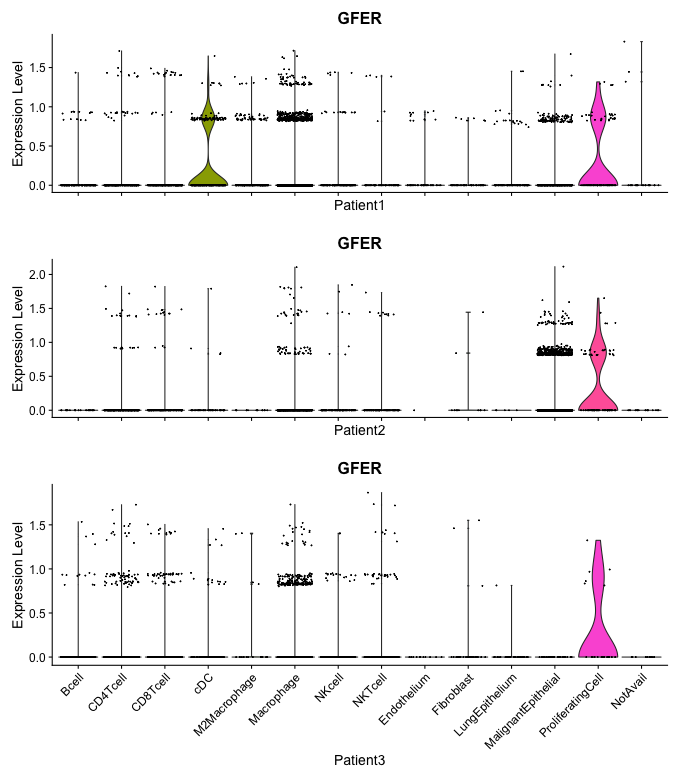 GFER
Expression Level
1.5
1.0
0.5
0.0
Patient1
GFER
Expression Level
2.0
1.5
1.0
0.5
0.0
Patient2
GFER
Expression Level
1.5
1.0
0.5
0.0
Bcell
CD4Tcell
CD8Tcell
cDC
M2Macrophage
Macrophage
NKcell
NKTcell
Endothelium
Fibroblast
LungEpithelium
MalignantEpithelial
ProliferatingCell
NotAvail
Patient3